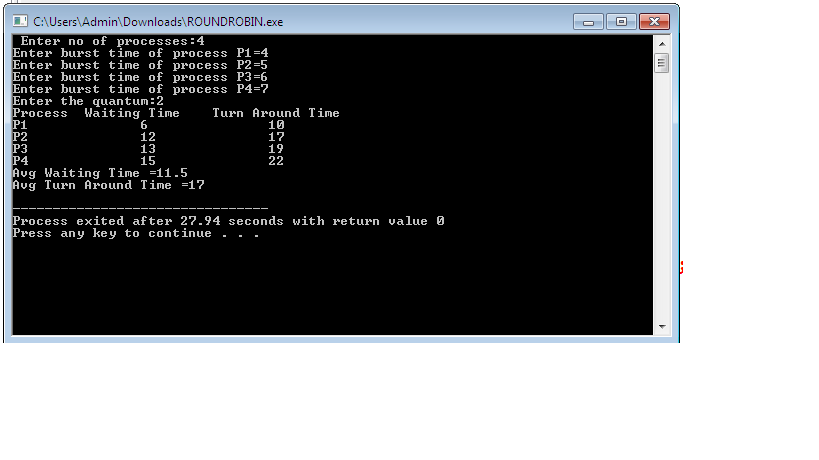 C:\Users\Admin\Downloads\ROUNDROBIN.exe
Enter no of processes:4
Enter burst time of process P1=4
Enter burst time of process P2=5
Enter burst time of process P3=6
Enter burst time of process P4=7
Enter the quantum:2
Process  Waiting Time    Turn Around Time
P1              6               10
P2              12              17
P3              13              19
P4              15              22
Avg Waiting Time =11.5
Avg Turn Around Time =17
--------------------------------
Process exited after 27.94 seconds with return value 0
Press any key to continue . . .